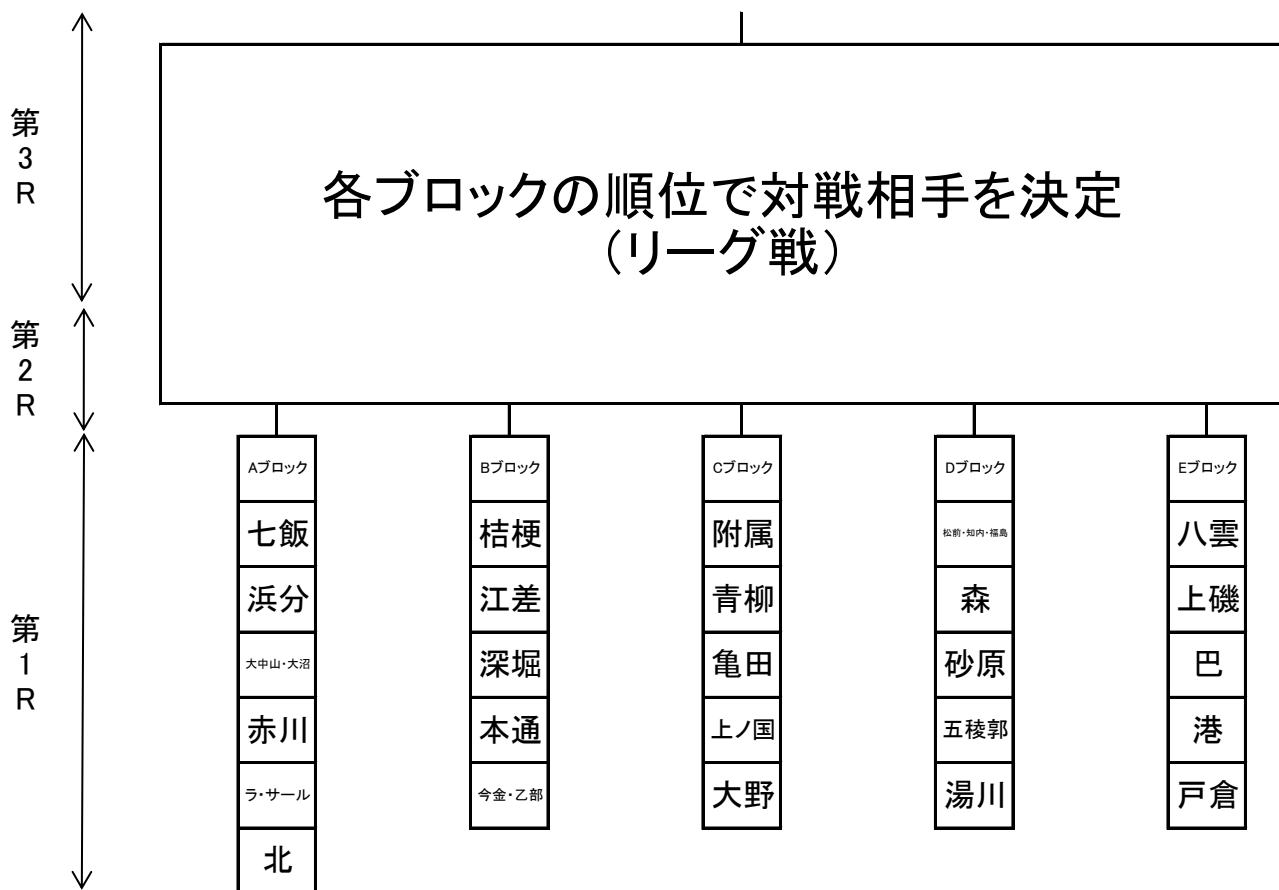 第3R
各ブロックの順位で対戦相手を決定
(リーグ戦)
第2R
第1R
Aブロック
七飯
浜分
大中山・大沼
赤川
ラ・サール
北
Bブロック
桔梗
江差
深堀
本通
今金・乙部
Cブロック
附属
青柳
亀田
上ノ国
大野
Dブロック
松前・知内・福島
森
砂原
五稜郭
湯川
Eブロック
八雲
上磯
巴
港
戸倉